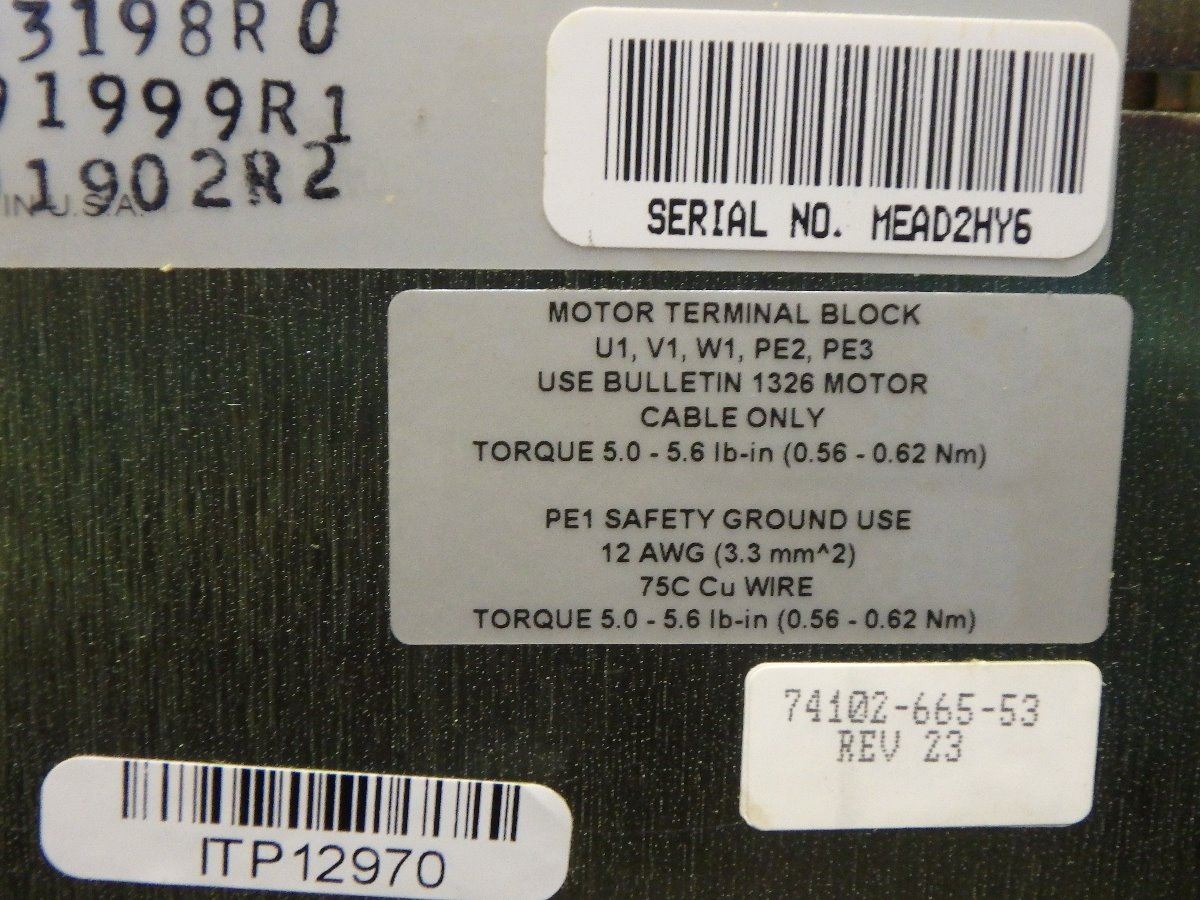 3198R0
91999R1
1902R2
IN U.S.A.
SERIAL NO. MEAD2HY6
MOTOR TERMINAL BLOCK
U1, V1, W1, PE2, PE3
USE BULLETIN 1326 MOTOR
CABLE ONLY
TORQUE 5.0 - 5.6 lb-in (0.56 - 0.62 Nm)
PE1 SAFETY GROUND USE
12 AWG (3.3 mm^2)
75C Cu WIRE
TORQUE 5.0 - 5.6 lb-in (0.56 - 0.62 Nm)
74102-665-53
REV 23
ITP12970